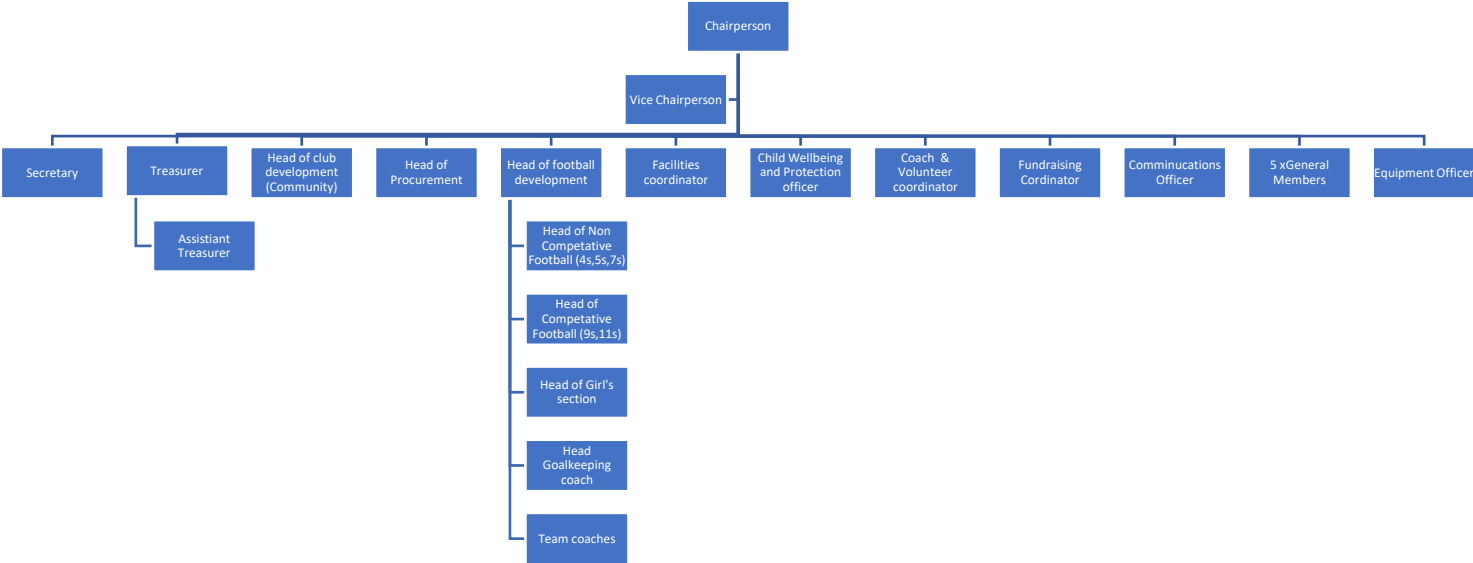 Chairperson
Vice Chairperson
Secretary
Treasurer
Head of club
development
(Community)
Head of
Procurement
Head of football
development
Facilities
coordinator
Child Wellbeing
and Protection
officer
Coach & 
Volunteer
coordinator
Fundraising
Cordinator
Comminucations
Officer
5 xGeneral
Members
Equipment Officer
Assistiant
Treasurer
Head of Non
Competative
Football (4s,5s,7s)
Head of
Competative
Football (9s,11s)
Head of Girl's
section
Head
Goalkeeping
coach
Team coaches